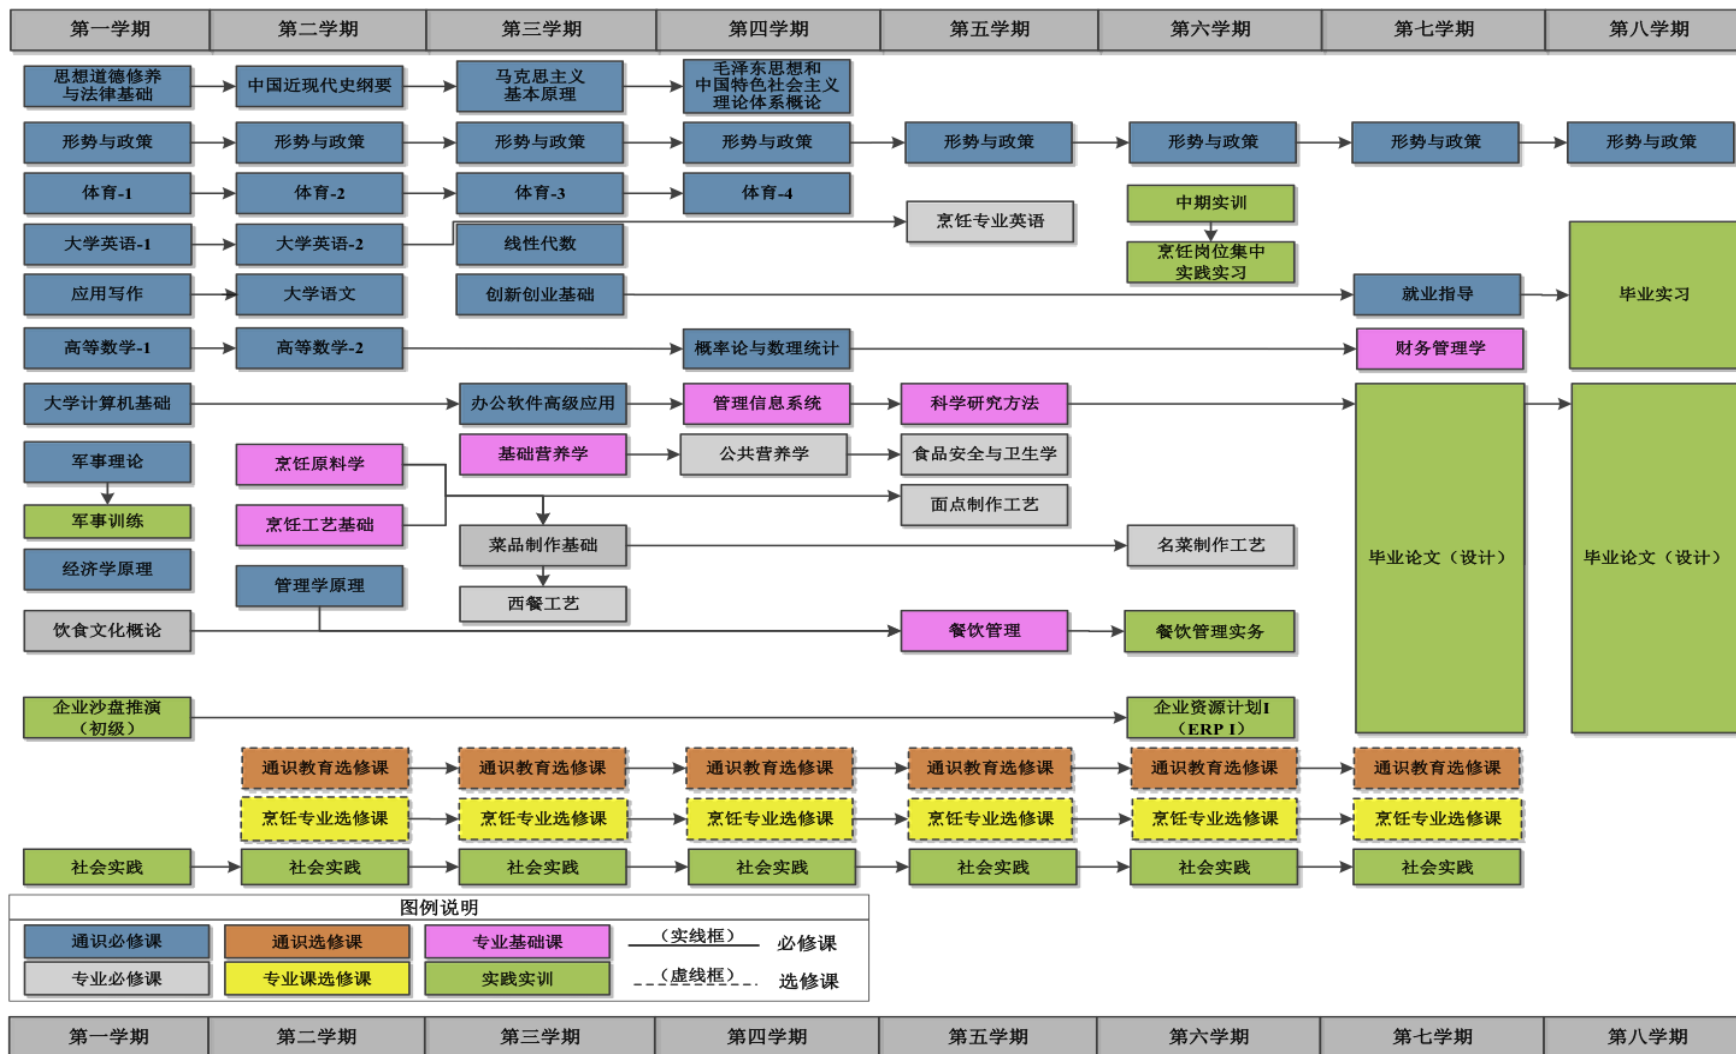 第一学期
第二学期
第三学期
第四学期
第五学期
第六学期
第七学期
第八学期
思想道德修养
与法律基础
中国近现代史纲要
马克思主义
基本原理
毛泽东思想和
中国特色社会主义
理论体系概论
形势与政策
形势与政策
形势与政策
形势与政策
形势与政策
形势与政策
形势与政策
形势与政策
体育-1
体育-2
体育-3
体育-4
中期实训
大学英语-1
大学英语-2
线性代数
烹饪专业英语
烹饪岗位集中
实践实习
应用写作
大学语文
创新创业基础
就业指导
毕业实习
高等数学-1
高等数学-2
概率论与数理统计
财务管理学
大学计算机基础
办公软件高级应用
管理信息系统
科学研究方法
军事理论
烹饪原料学
基础营养学
公共营养学
食品安全与卫生学
军事训练
烹饪工艺基础
面点制作工艺
菜品制作基础
名菜制作工艺
毕业论文（设计）
毕业论文（设计）
经济学原理
管理学原理
西餐工艺
饮食文化概论
餐饮管理
餐饮管理实务
企业沙盘推演
（初级）
企业资源计划I
（ERP I）
通识教育选修课
通识教育选修课
通识教育选修课
通识教育选修课
通识教育选修课
通识教育选修课
烹饪专业选修课
烹饪专业选修课
烹饪专业选修课
烹饪专业选修课
烹饪专业选修课
烹饪专业选修课
社会实践
社会实践
社会实践
社会实践
社会实践
社会实践
社会实践
图例说明
通识必修课
通识选修课
专业基础课
（实线框）
必修课
专业必修课
专业课选修课
实践实训
（虚线框）
选修课
第一学期
第二学期
第三学期
第四学期
第五学期
第六学期
第七学期
第八学期